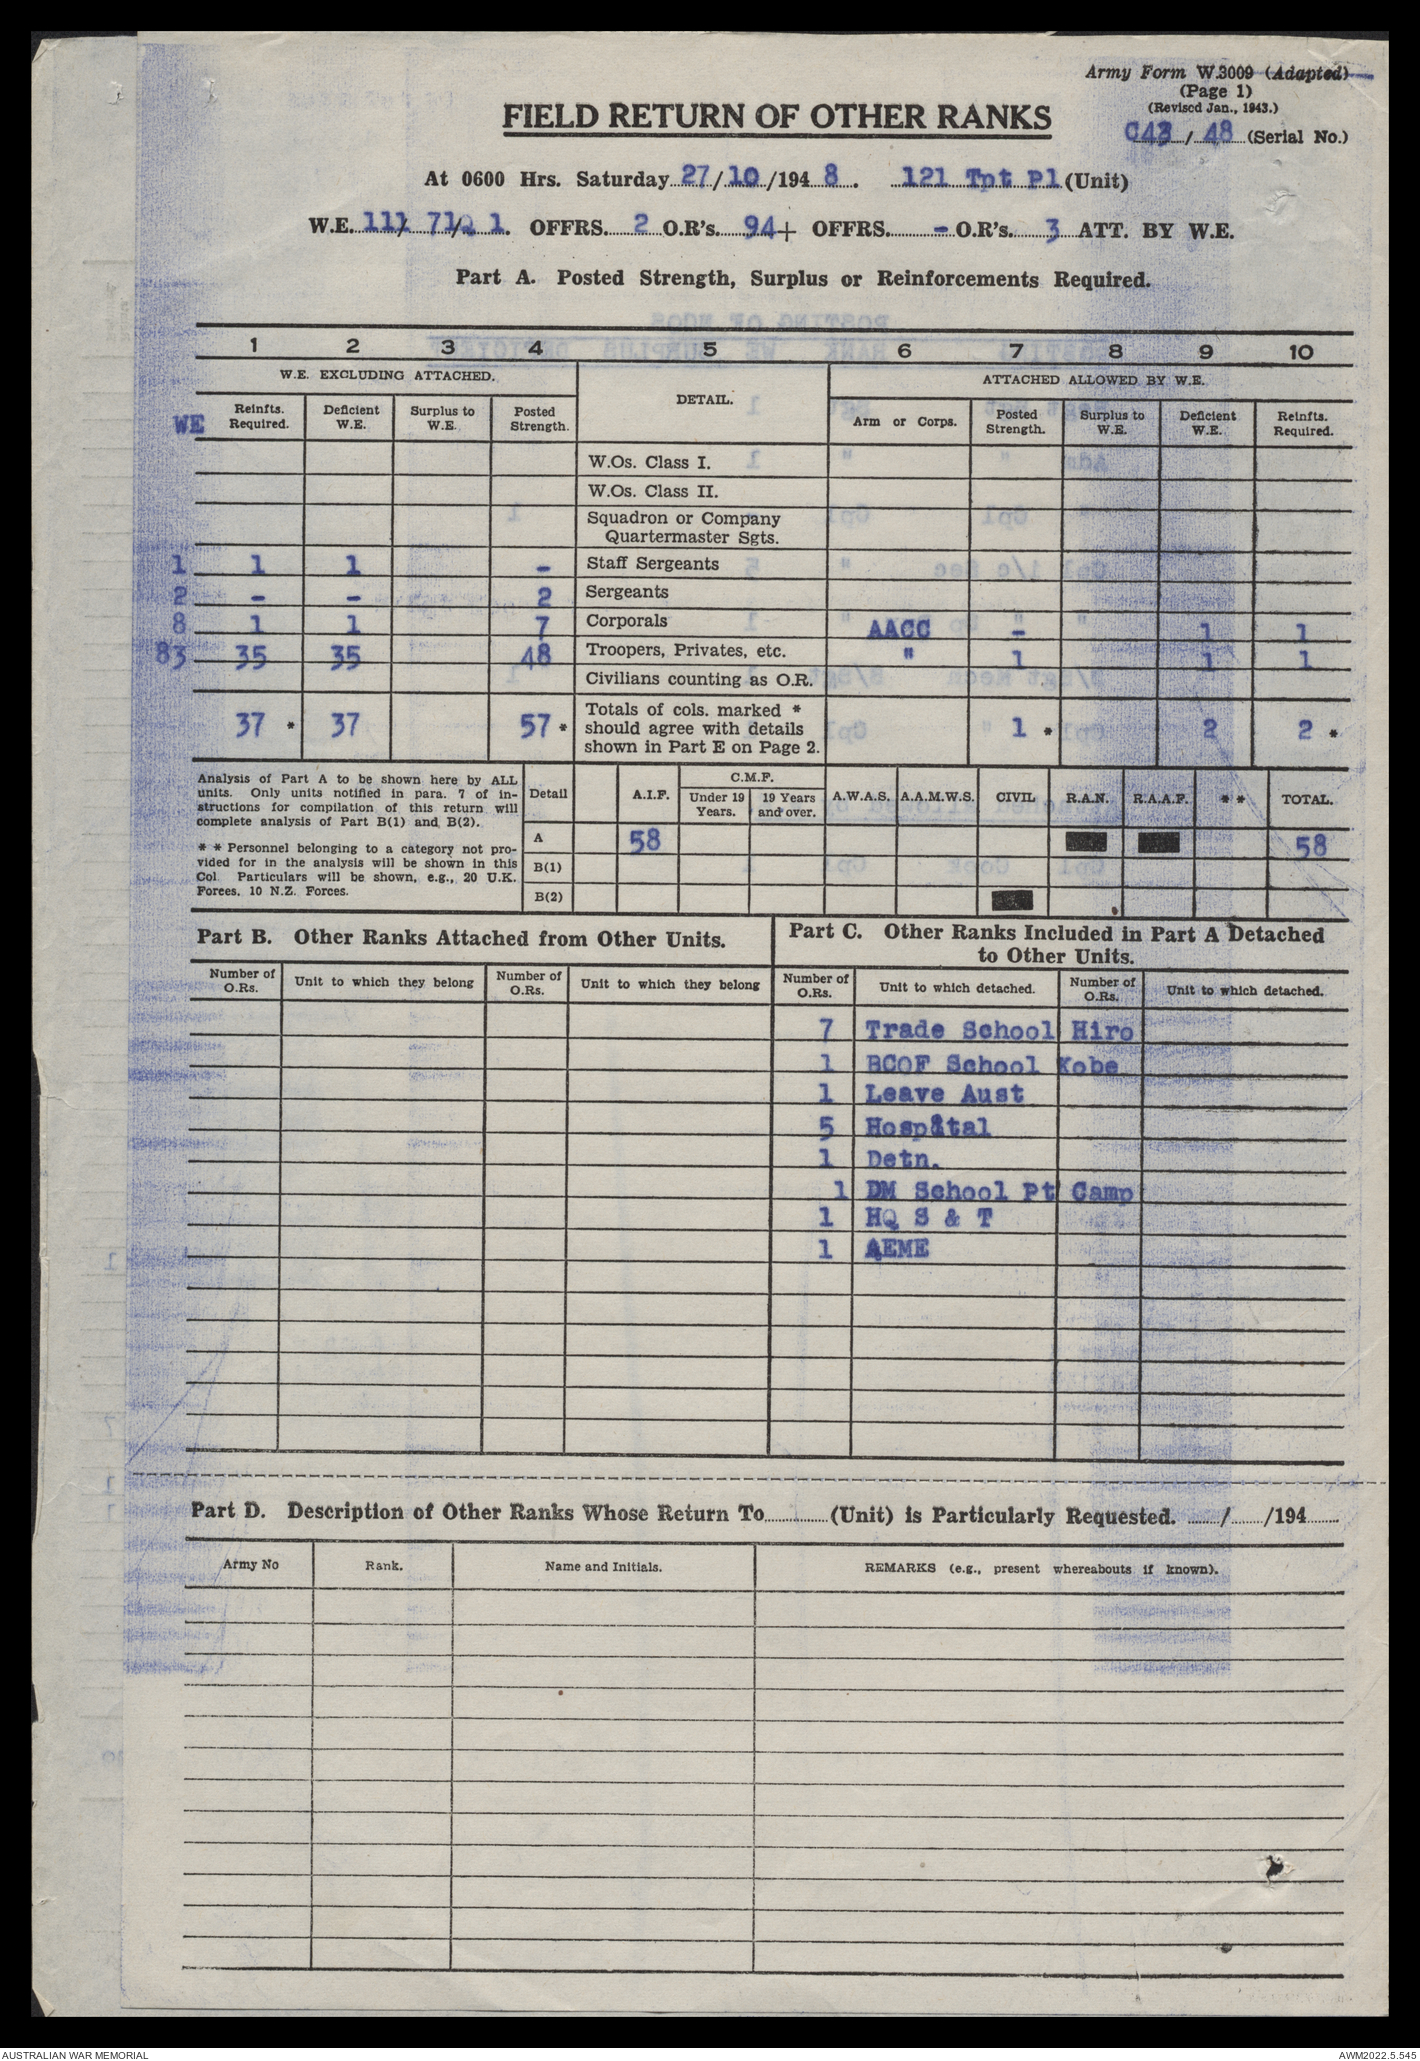 Army Form W.3009 (Adapted)
(Page 1)
(Revised Jan., 1943.)
FIELD RETURN OF OTHER RANKS
C43 / 48 (Serial No.)
At 0600 Hrs. Saturday 27/10/1948. 121 Tpt Pl (Unit)
W.E. 111/ 71/Q 1. OFFRS. 2 O.R's. 94+ OFFRS. - O.R's. 3 ATT. BY W.E.
Part A. Posted Strength, Surplus or Reinforcements Required.
1 2 3 4 5 6 7 8 9 10
W.E. EXCLUDING ATTACHED. DETAIL. ATTACHED ALLOWED BY W.E.
WE Reinfts. Required. Deficient W.E. Surplus to W.E. Posted Strength. Arm or Corps. Posted Strength. Surplus to W.E. Deficient W.E. Reinfts. Required.
W.Os. Class I.
W.Os. Class II.
Squadron or Company
Quartermaster Sgts.
1 1 1 - Staff Sergeants
2 - - 2 Sergeants
8 1 1 7 Corporals AACC - 1 1
83 35 35 48 Troopers, Privates, etc. " 1 1 1
Civilians counting as O.R.
37 * 37 57 * Totals of cols. marked * should agree with details shown in Part E on Page 2. 1 * 2 2 *
Analysis of Part A to be shown here by ALL
units. Only units notified in para. 7 of in-
structions for compilation of this return will
complete analysis of Part B(1) and B(2).
* * Personnel belonging to a category not pro-
vided for in the analysis will be shown in this
Col Particulars will be shown, e.g., 20 U.K.
Forces, 10 N.Z. Forces.
Detail A.I.F. C.M.F. Under 19 Years. 19 Years and over. A.W.A.S. A.A.M.W.S. CIVIL R.A.N. R.A.A.F. * * TOTAL.
A 58 58
B(1)
B(2)
Part B. Other Ranks Attached from Other Units.
Number of O.Rs. Unit to which they belong Number of O.Rs. Unit to which they belong
Part C. Other Ranks Included in Part A Detached
to Other Units.
Number of O.Rs. Unit to which detached. Number of O.Rs. Unit to which detached.
7 Trade School Hiro
1 BCOF School Kobe
1 Leave Aust
5 Hospital
1 Detn.
1 DM School Pt Camp
1 HQ S & T
1 AEME
Part D. Description of Other Ranks Whose Return To............(Unit) is Particularly Requested. ....../....../194......
Army No Rank. Name and Initials. REMARKS (e.g., present whereabouts if known).
AUSTRALIAN WAR MEMORIAL AWM2022.5.545